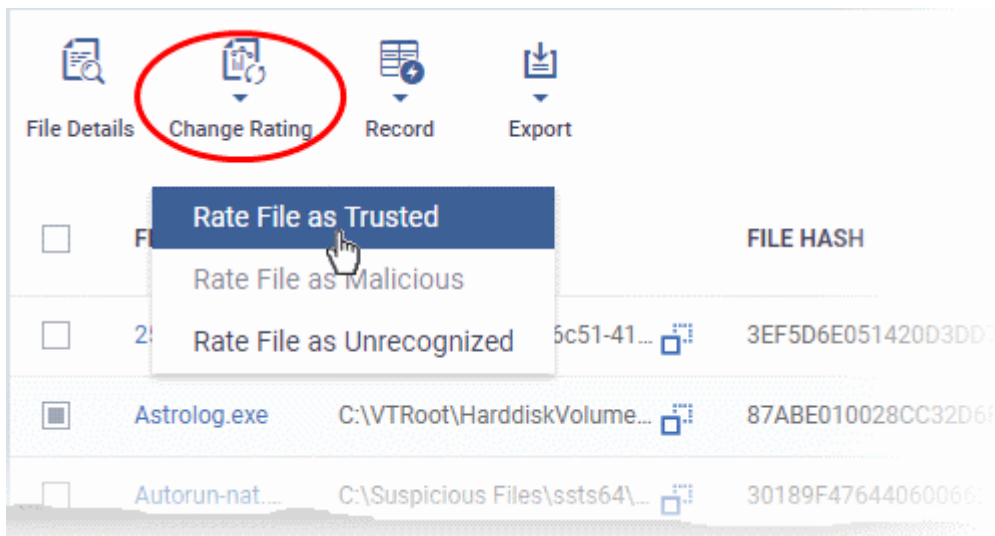 File Details Change Rating Record Export
Rate File as Trusted
FILE HASH
Rate File as Malicious
Rate File as Unrecognized
6c51-41... 3EF5D6E051420D3DD
Astrolog.exe C:\VTRoot\HarddiskVolume... 87ABE010028CC32D6
Autorun-nat.... C:\Suspicious Files\ssts64\... 30189F4764406006